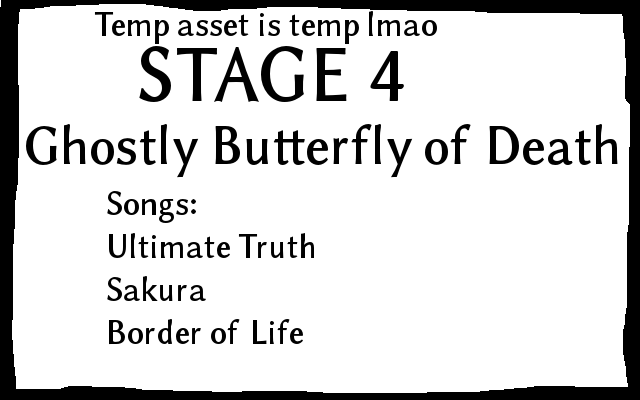 Temp asset is temp lmao
STAGE 4
Ghostly Butterfly of Death
Songs:
Ultimate Truth
Sakura
Border of Life